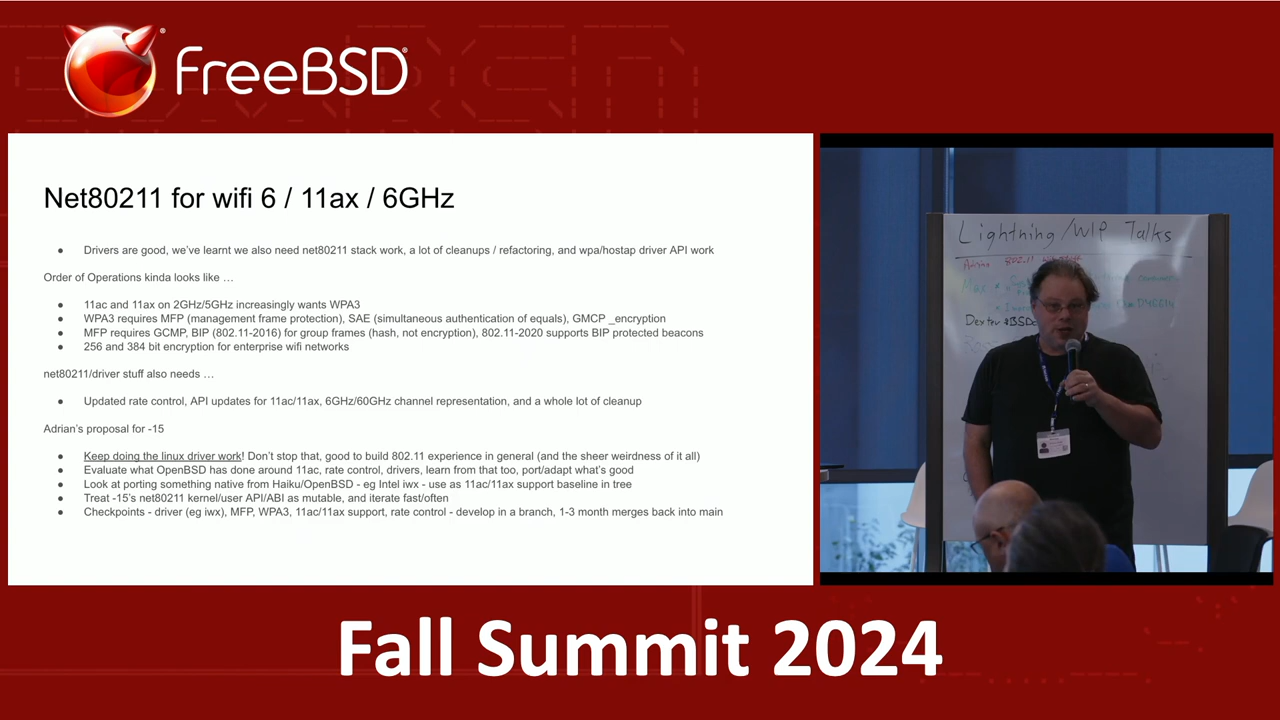 FreeBSD®
Net80211 for wifi 6 / 11ax / 6GHz
● Drivers are good, we've learnt we also need net80211 stack work, a lot of cleanups / refactoring, and wpa/hostap driver API work
Order of Operations kinda looks like …
● 11ac and 11ax on 2GHz/5GHz increasingly wants WPA3
● WPA3 requires MFP (management frame protection), SAE (simultaneous authentication of equals), GMCP _encryption
● MFP requires GCMP, BIP (802.11-2016) for group frames (hash, not encryption), 802.11-2020 supports BIP protected beacons
● 256 and 384 bit encryption for enterprise wifi networks
net80211/driver stuff also needs …
● Updated rate control, API updates for 11ac/11ax, 6GHz/60GHz channel representation, and a whole lot of cleanup
Adrian's proposal for -15
● Keep doing the linux driver work! Don't stop that, good to build 802.11 experience in general (and the sheer weirdness of it all)
● Evaluate what OpenBSD has done around 11ac, rate control, drivers, learn from that too, port/adapt what's good
● Look at porting something native from Haiku/OpenBSD - eg Intel iwx - use as 11ac/11ax support baseline in tree
● Treat -15's net80211 kernel/user API/ABI as mutable, and iterate fast/often
● Checkpoints - driver (eg iwx), MFP, WPA3, 11ac/11ax support, rate control - develop in a branch, 1-3 month merges back into main
Lightning/WIP Talks
Adrian 802.11
Max
Dexter
Fall Summit 2024